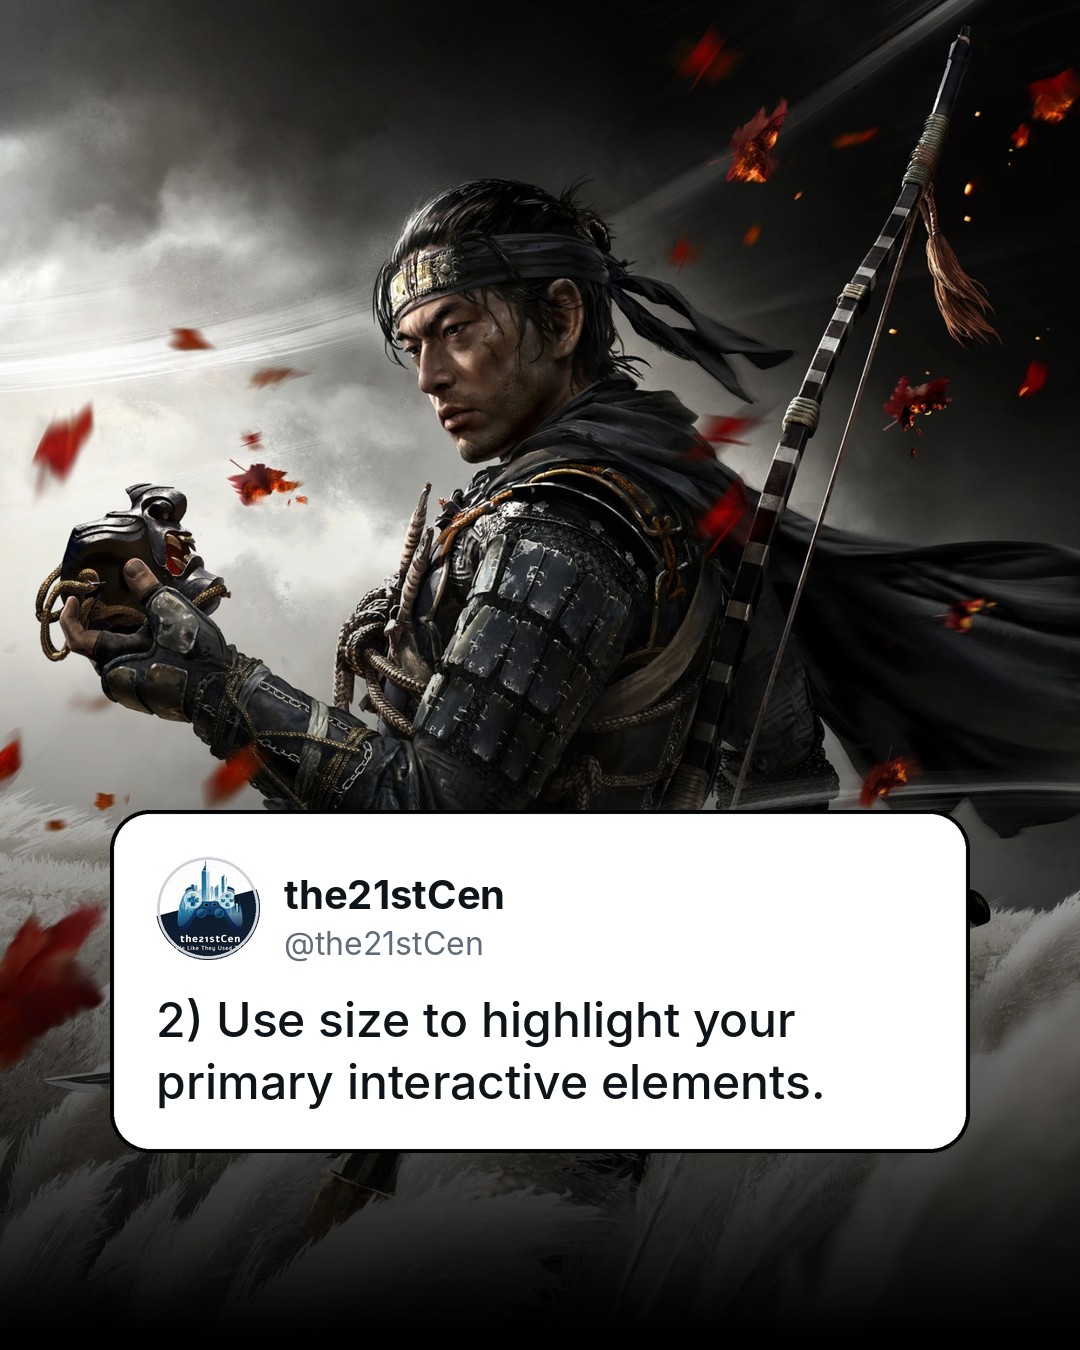 the21stCen
the21stCen
@the21stCen
2) Use size to highlight your
primary interactive elements.